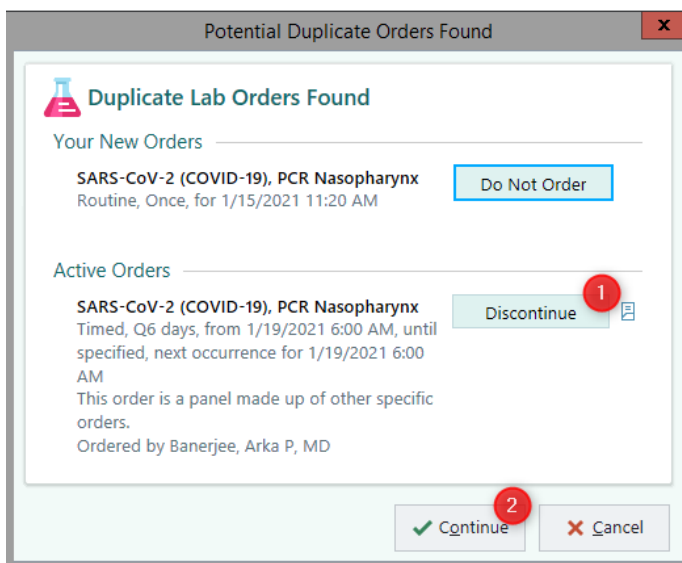 Potential Duplicate Orders Found
x
Duplicate Lab Orders Found
Your New Orders
SARS-CoV-2 (COVID-19), PCR Nasopharynx
Routine, Once, for 1/15/2021 11:20 AM
Do Not Order
Active Orders
SARS-CoV-2 (COVID-19), PCR Nasopharynx
Timed, Q6 days, from 1/19/2021 6:00 AM, until
specified, next occurrence for 1/19/2021 6:00
AM
This order is a panel made up of other specific
orders.
Ordered by Banerjee, Arka P, MD
1
Discontinue
2
Continue
Cancel